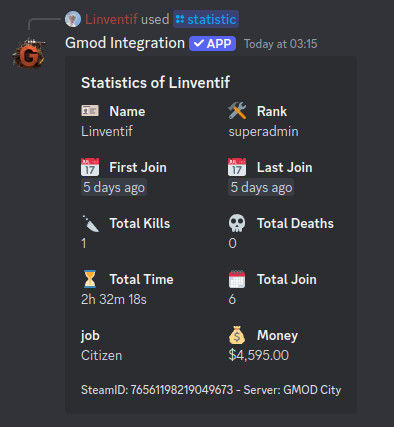 Linventif used statistic
Gmod Integration ✓ APP Today at 03:15
Statistics of Linventif
Name Rank
Linventif superadmin
First Join Last Join
5 days ago 5 days ago
Total Kills Total Deaths
1 0
Total Time Total Join
2h 32m 18s 6
job Money
Citizen $4,595.00
SteamID: 76561198219049673 - Server: GMOD City